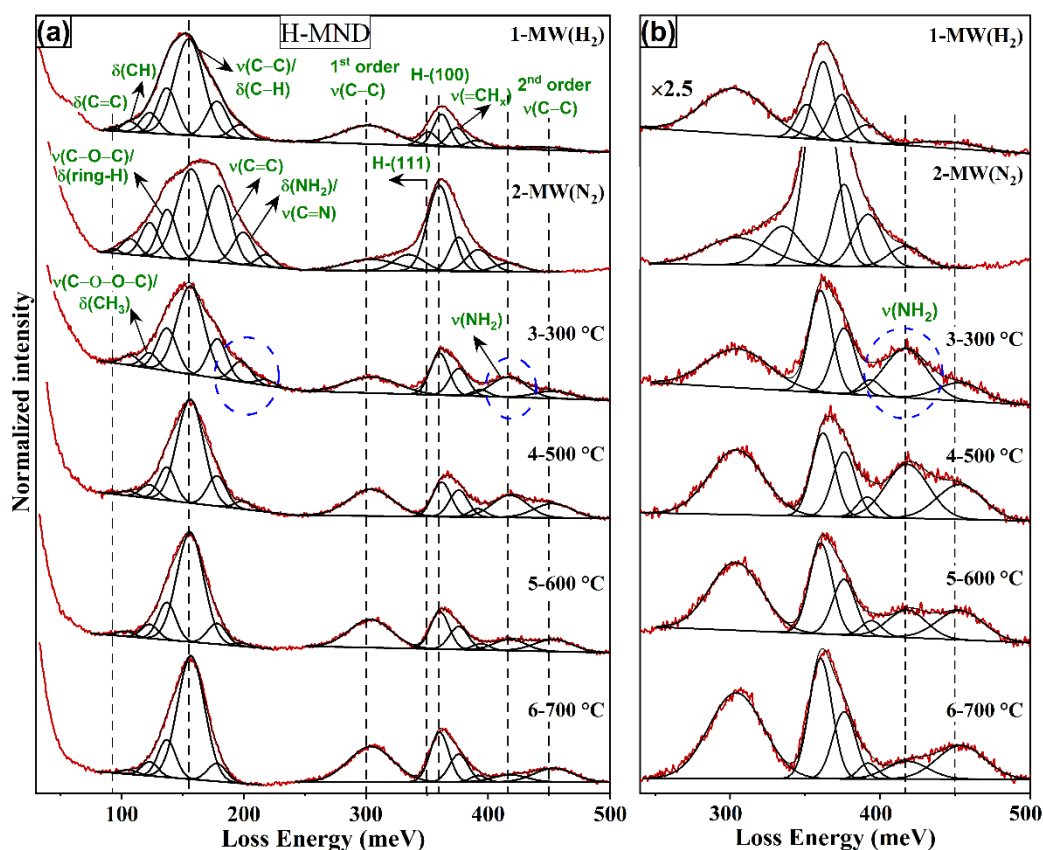 (a)
H-MND
1-MW(H₂)
δ(C=C)
δ(CH)
ν(C–C)/
δ(C–H)
1st order
ν(C–C)
H-(100)
ν(=CHₓ)
2nd order
ν(C–C)
ν(C–O–C)/
δ(ring-H)
ν(C=C)
δ(NH₂)/
ν(C=N)
H-(111)
2-MW(N₂)
ν(C–O–O–C)/
δ(CH₃)
ν(NH₂)
3-300 °C
4-500 °C
5-600 °C
6-700 °C
Normalized intensity
100
200
300
400
500
Loss Energy (meV)
(b)
1-MW(H₂)
×2.5
2-MW(N₂)
ν(NH₂)
3-300 °C
4-500 °C
5-600 °C
6-700 °C
300
400
500
Loss Energy (meV)